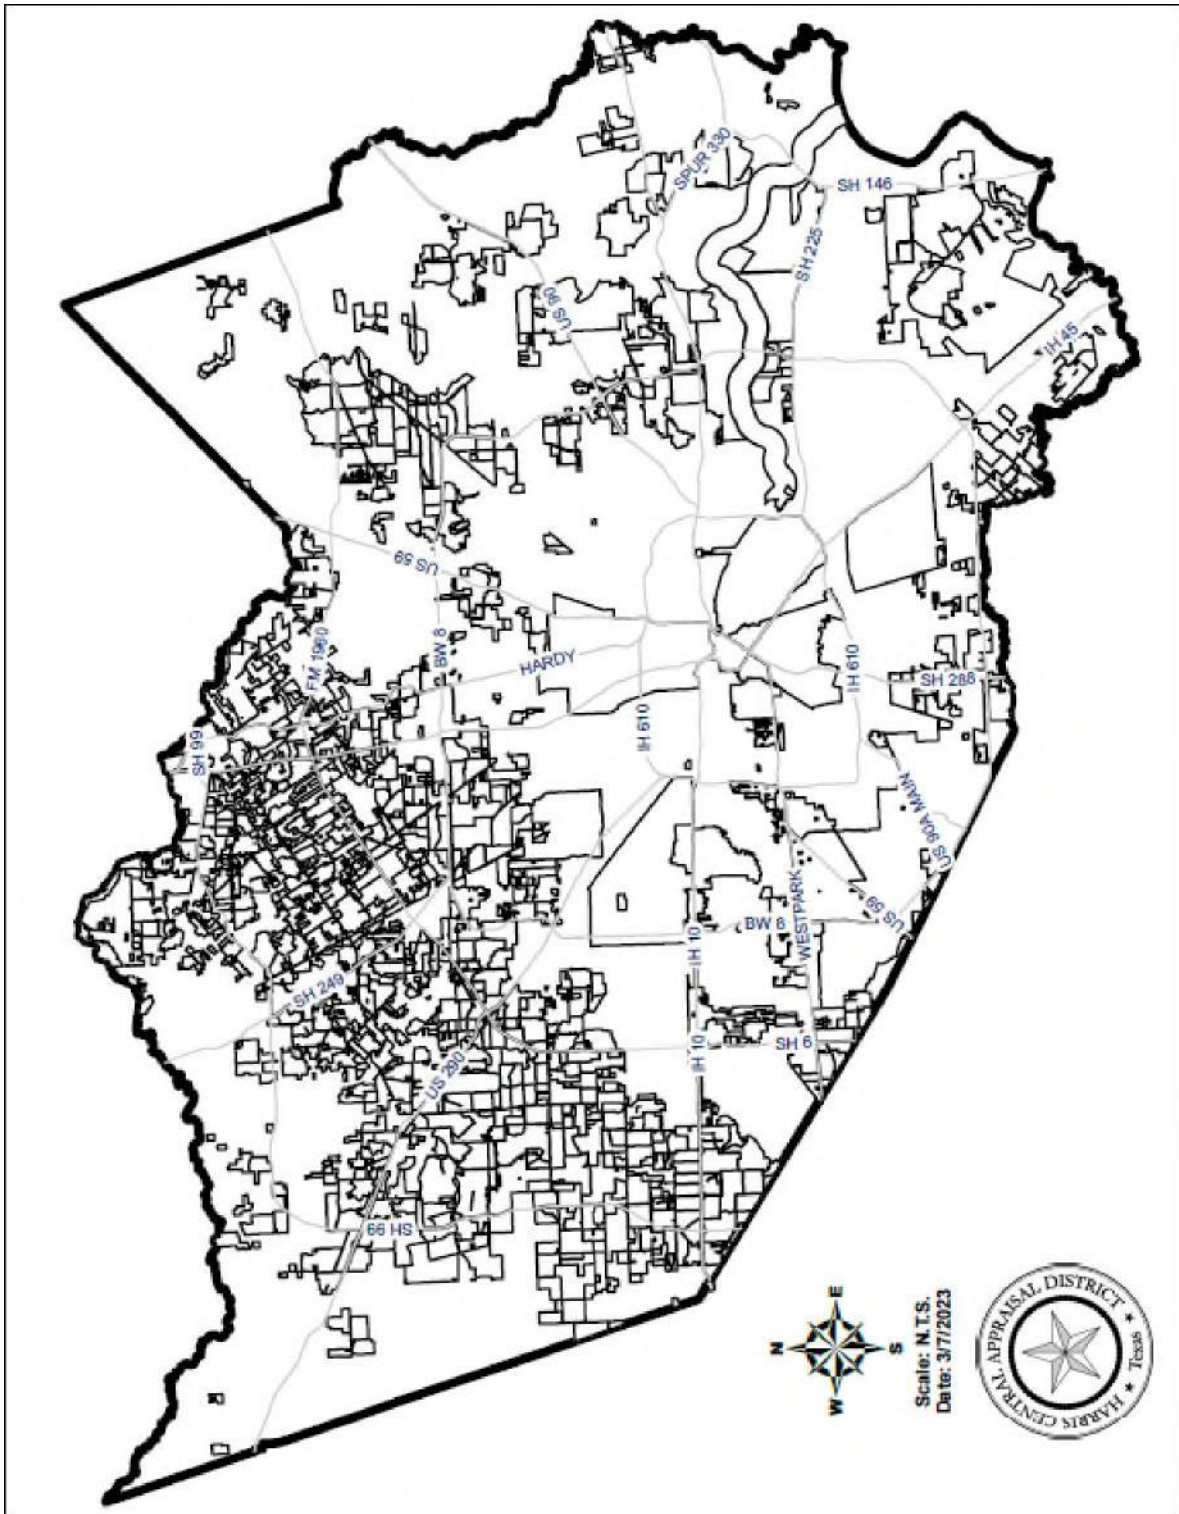 SPUR 330
SH 146
SH 225
US 90
IH 45
US 59
FM 1960
BW 8
HARDY
IH 610
SH 288
SH 99
IH 610
US 90A MAIN
WESTPARK
US 59
BW 8
IH 10
SH 249
SH 6
IH 10
US 290
SH 99
N
E
S
W
Scale: N.T.S.
Date: 3/7/2023
HARRIS CENTRAL APPRAISAL DISTRICT
Texas